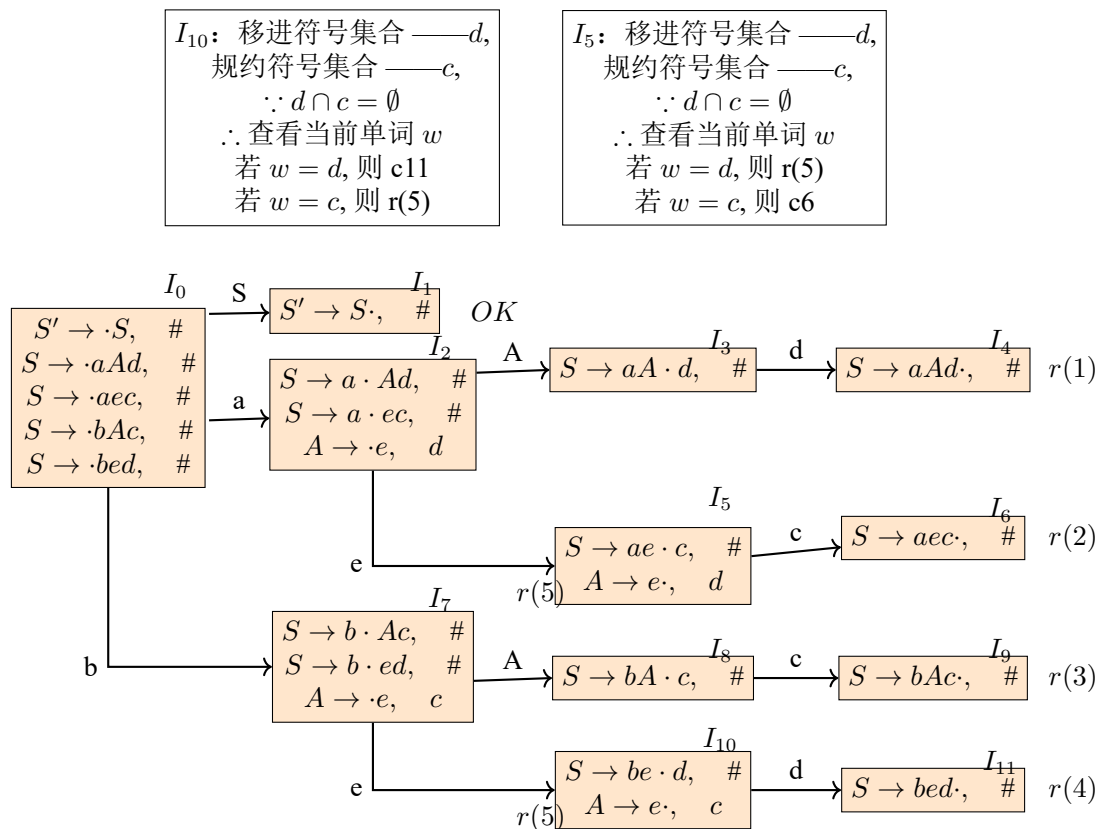 I₁₀：移进符号集合 ——d,
规约符号集合 ——c,
∵ d ∩ c = ∅
∴ 查看当前单词 w
若 w = d, 则 c11
若 w = c, 则 r(5)
I₅：移进符号集合 ——d,
规约符号集合 ——c,
∵ d ∩ c = ∅
∴ 查看当前单词 w
若 w = d, 则 r(5)
若 w = c, 则 c6
I₀
S′ → ·S, #
S → ·aAd, #
S → ·aec, #
S → ·bAc, #
S → ·bed, #
S
I₁
S′ → S·, #
OK
a
I₂
S → a · Ad, #
S → a · ec, #
A → ·e, d
A
I₃
S → aA · d, #
d
I₄
S → aAd·, #
r(1)
e
I₅
S → ae · c, #
A → e·, d
r(5)
c
I₆
S → aec·, #
r(2)
b
I₇
S → b · Ac, #
S → b · ed, #
A → ·e, c
A
I₈
S → bA · c, #
c
I₉
S → bAc·, #
r(3)
e
I₁₀
S → be · d, #
A → e·, c
r(5)
d
I₁₁
S → bed·, #
r(4)